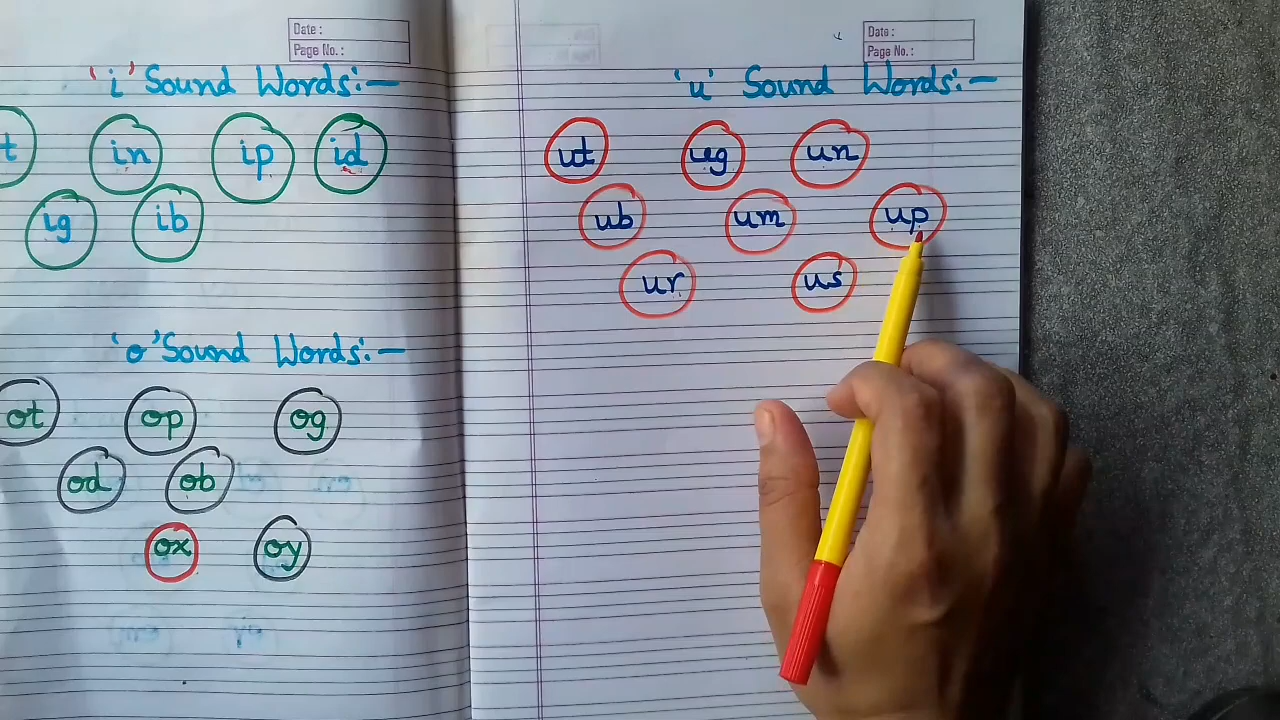 Date :
Page No. :
'i' Sound Words:-
t in ip id
ig ib
'o' Sound Words:-
ot op og
od ob
ox oy
Date :
Page No. :
'u' Sound Words:-
ut ug un
ub um up
ur us